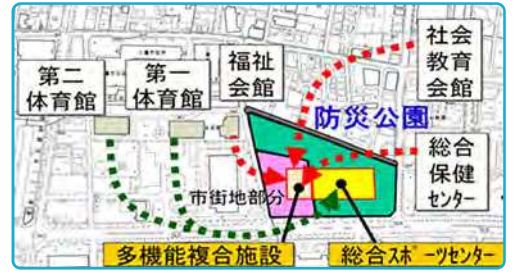 第二
体育館
第一
体育館
福祉
会館
社会
教育
会館
防災公園
総合
保健
センター
市街地部分
多機能複合施設
総合スポーツセンター